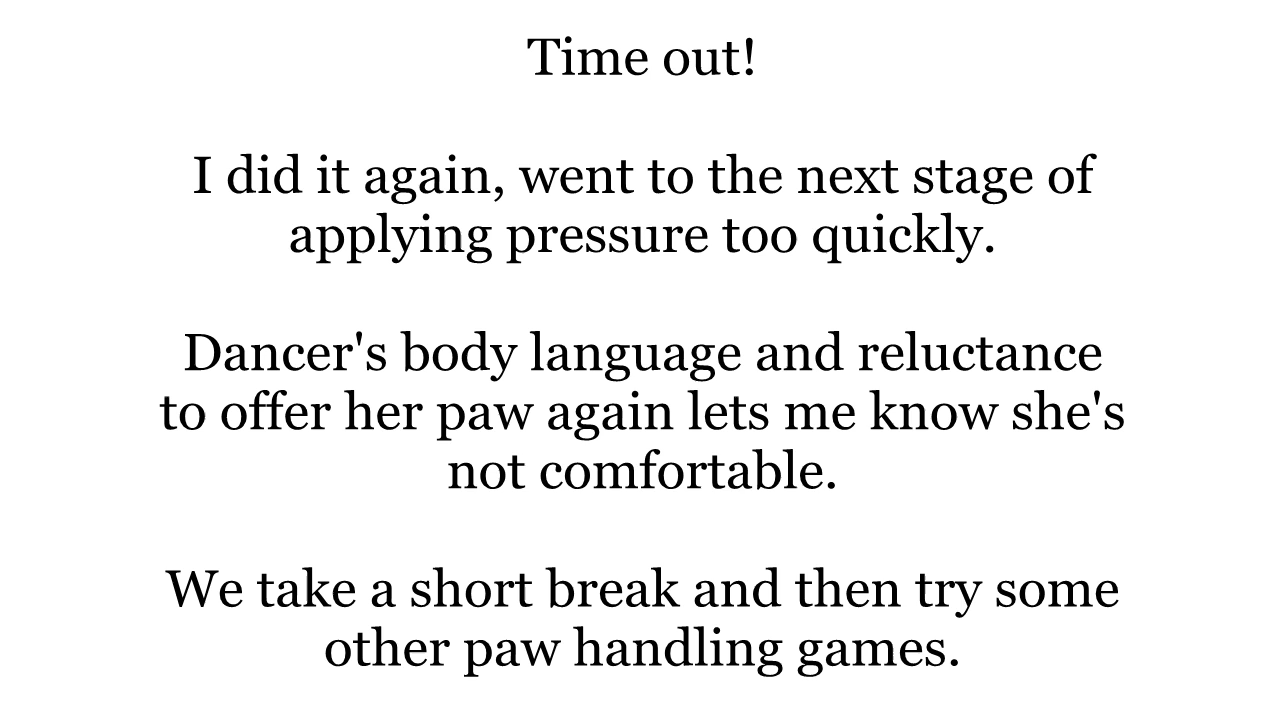 Time out!
I did it again, went to the next stage of
applying pressure too quickly.
Dancer's body language and reluctance
to offer her paw again lets me know she's
not comfortable.
We take a short break and then try some
other paw handling games.